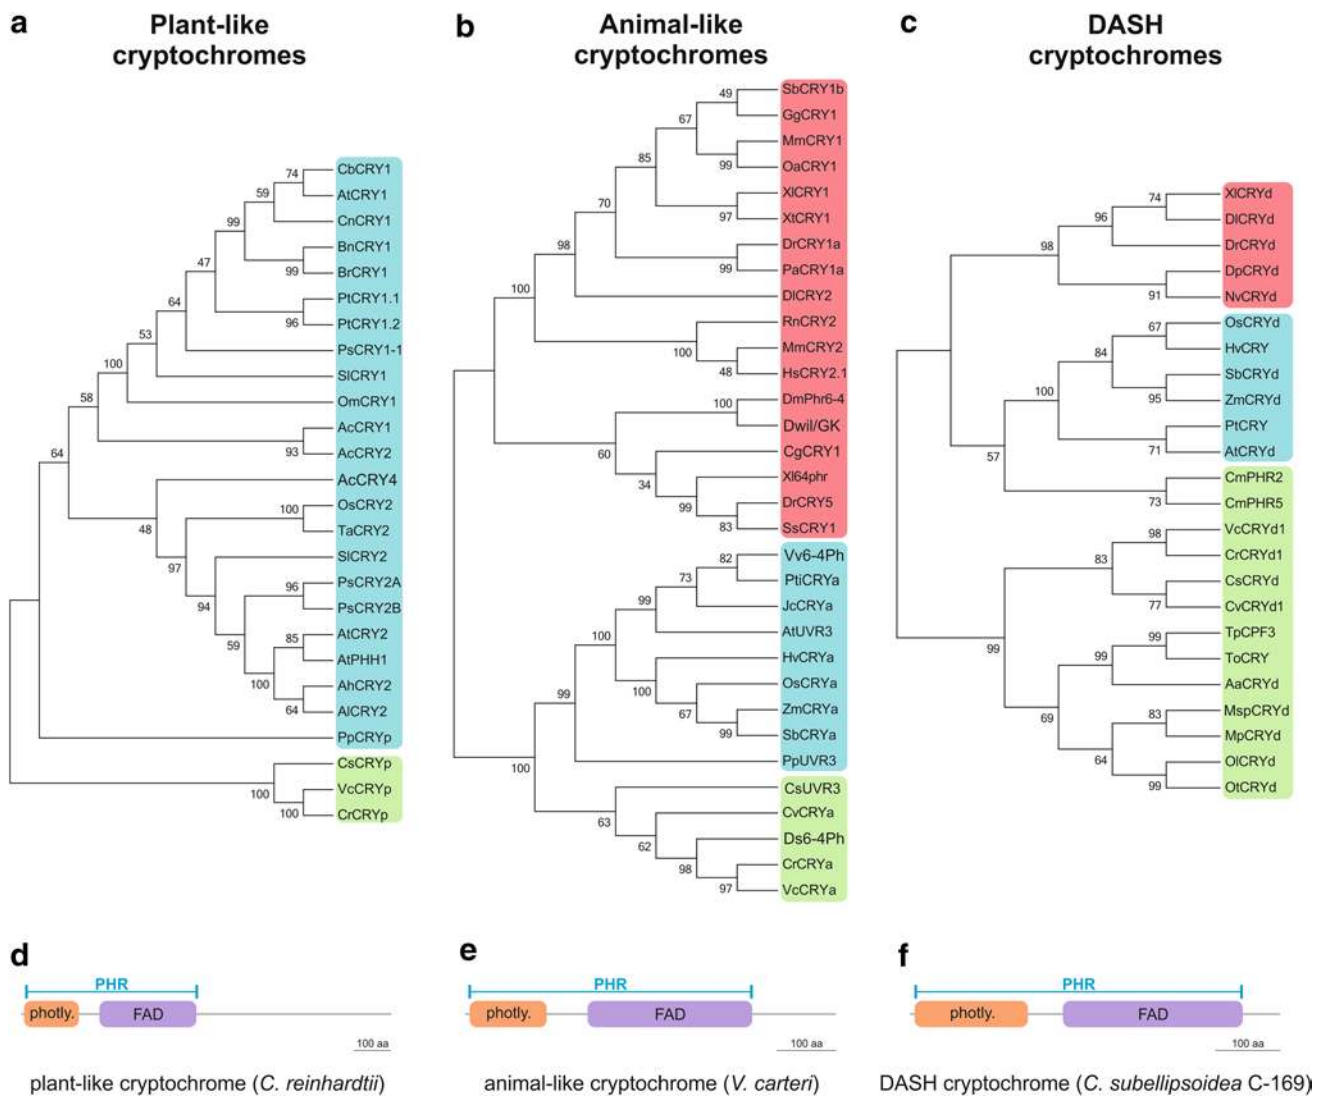 a
Plant-like
cryptochromes
74
CbCRY1
59
AtCRY1
99
CnCRY1
47
BnCRY1
99
BrCRY1
64
PtCRY1.1
96
PtCRY1.2
53
PsCRY1-1
100
SlCRY1
58
OmCRY1
AcCRY1
93
AcCRY2
64
AcCRY4
48
100
OsCRY2
TaCRY2
97
SlCRY2
94
96
PsCRY2A
PsCRY2B
59
85
AtCRY2
AtPHH1
100
AhCRY2
64
AlCRY2
PpCRYp
CsCRYp
100
VcCRYp
100
CrCRYp
b
Animal-like
cryptochromes
49
SbCRY1b
67
GgCRY1
MmCRY1
85
99
OaCRY1
XlCRY1
70
97
XtCRY1
98
DrCRY1a
99
PaCRY1a
100
DlCRY2
RnCRY2
100
MmCRY2
48
HsCRY2.1
DmPhr6-4
100
Dwil/GK
60
CgCRY1
34
Xl64phr
99
DrCRY5
83
SsCRY1
82
Vv6-4Ph
73
PtiCRYa
99
JcCRYa
100
AtUVR3
HvCRYa
100
OsCRYa
67
ZmCRYa
99
SbCRYa
99
PpUVR3
100
CsUVR3
63
CvCRYa
62
Ds6-4Ph
98
CrCRYa
97
VcCRYa
c
DASH
cryptochromes
74
XlCRYd
96
DlCRYd
98
DrCRYd
DpCRYd
91
NvCRYd
67
OsCRYd
84
HvCRY
SbCRYd
100
95
ZmCRYd
PtCRY
71
AtCRYd
57
CmPHR2
73
CmPHR5
98
VcCRYd1
83
CrCRYd1
CsCRYd
77
CvCRYd1
99
99
TpCPF3
99
ToCRY
AaCRYd
69
83
MspCRYd
MpCRYd
64
OlCRYd
99
OtCRYd
d
PHR
photly.
FAD
100 aa
plant-like cryptochrome (C. reinhardtii)
e
PHR
photly.
FAD
100 aa
animal-like cryptochrome (V. carteri)
f
PHR
photly.
FAD
100 aa
DASH cryptochrome (C. subellipsoidea C-169)